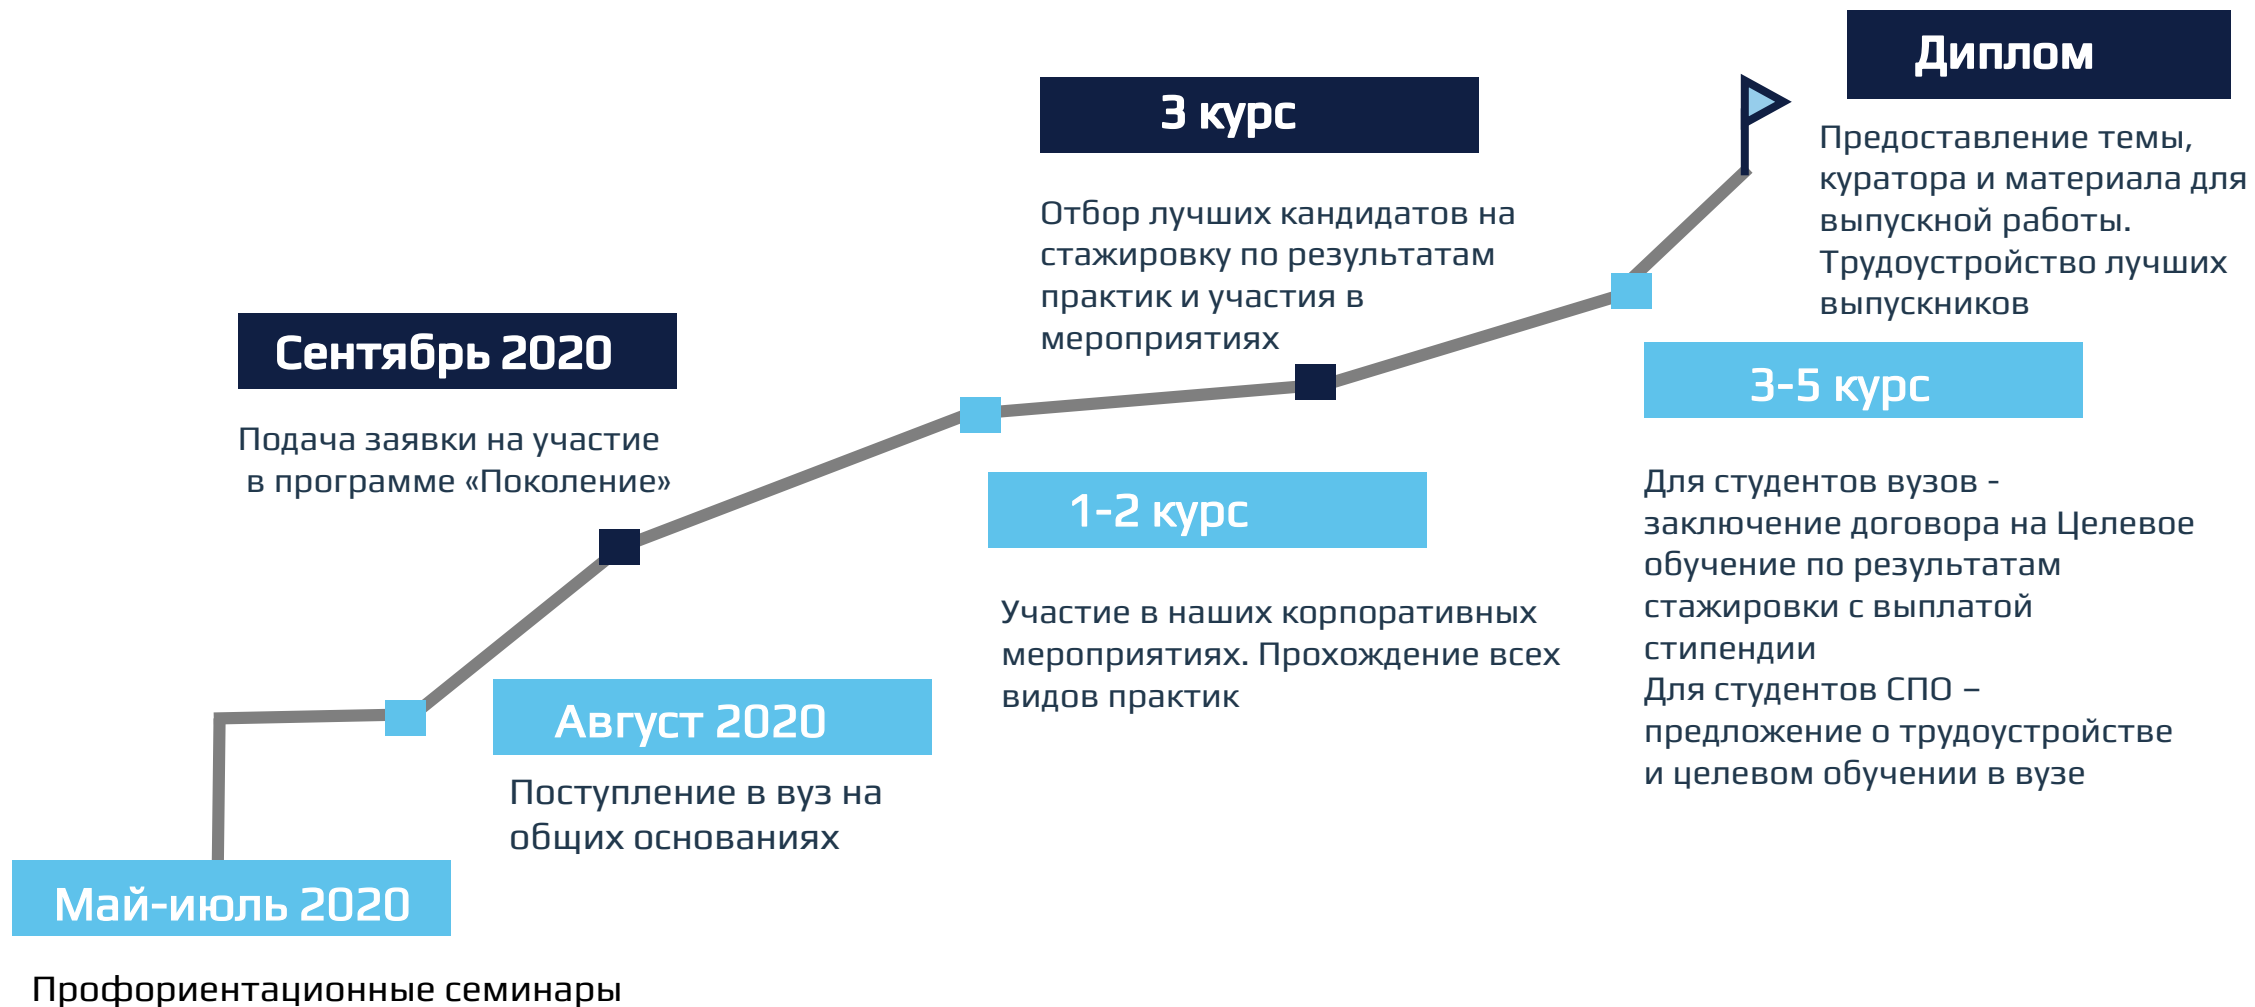 Диплом
Предоставление темы,
куратора и материала для
выпускной работы.
Трудоустройство лучших
выпускников
3 курс
Отбор лучших кандидатов на
стажировку по результатам
практик и участия в
мероприятиях
Сентябрь 2020
Подача заявки на участие
в программе «Поколение»
3-5 курс
Для студентов вузов -
заключение договора на Целевое
обучение по результатам
стажировки с выплатой
стипендии
Для студентов СПО –
предложение о трудоустройстве
и целевом обучении в вузе
1-2 курс
Участие в наших корпоративных
мероприятиях. Прохождение всех
видов практик
Август 2020
Поступление в вуз на
общих основаниях
Май-июль 2020
Профориентационные семинары